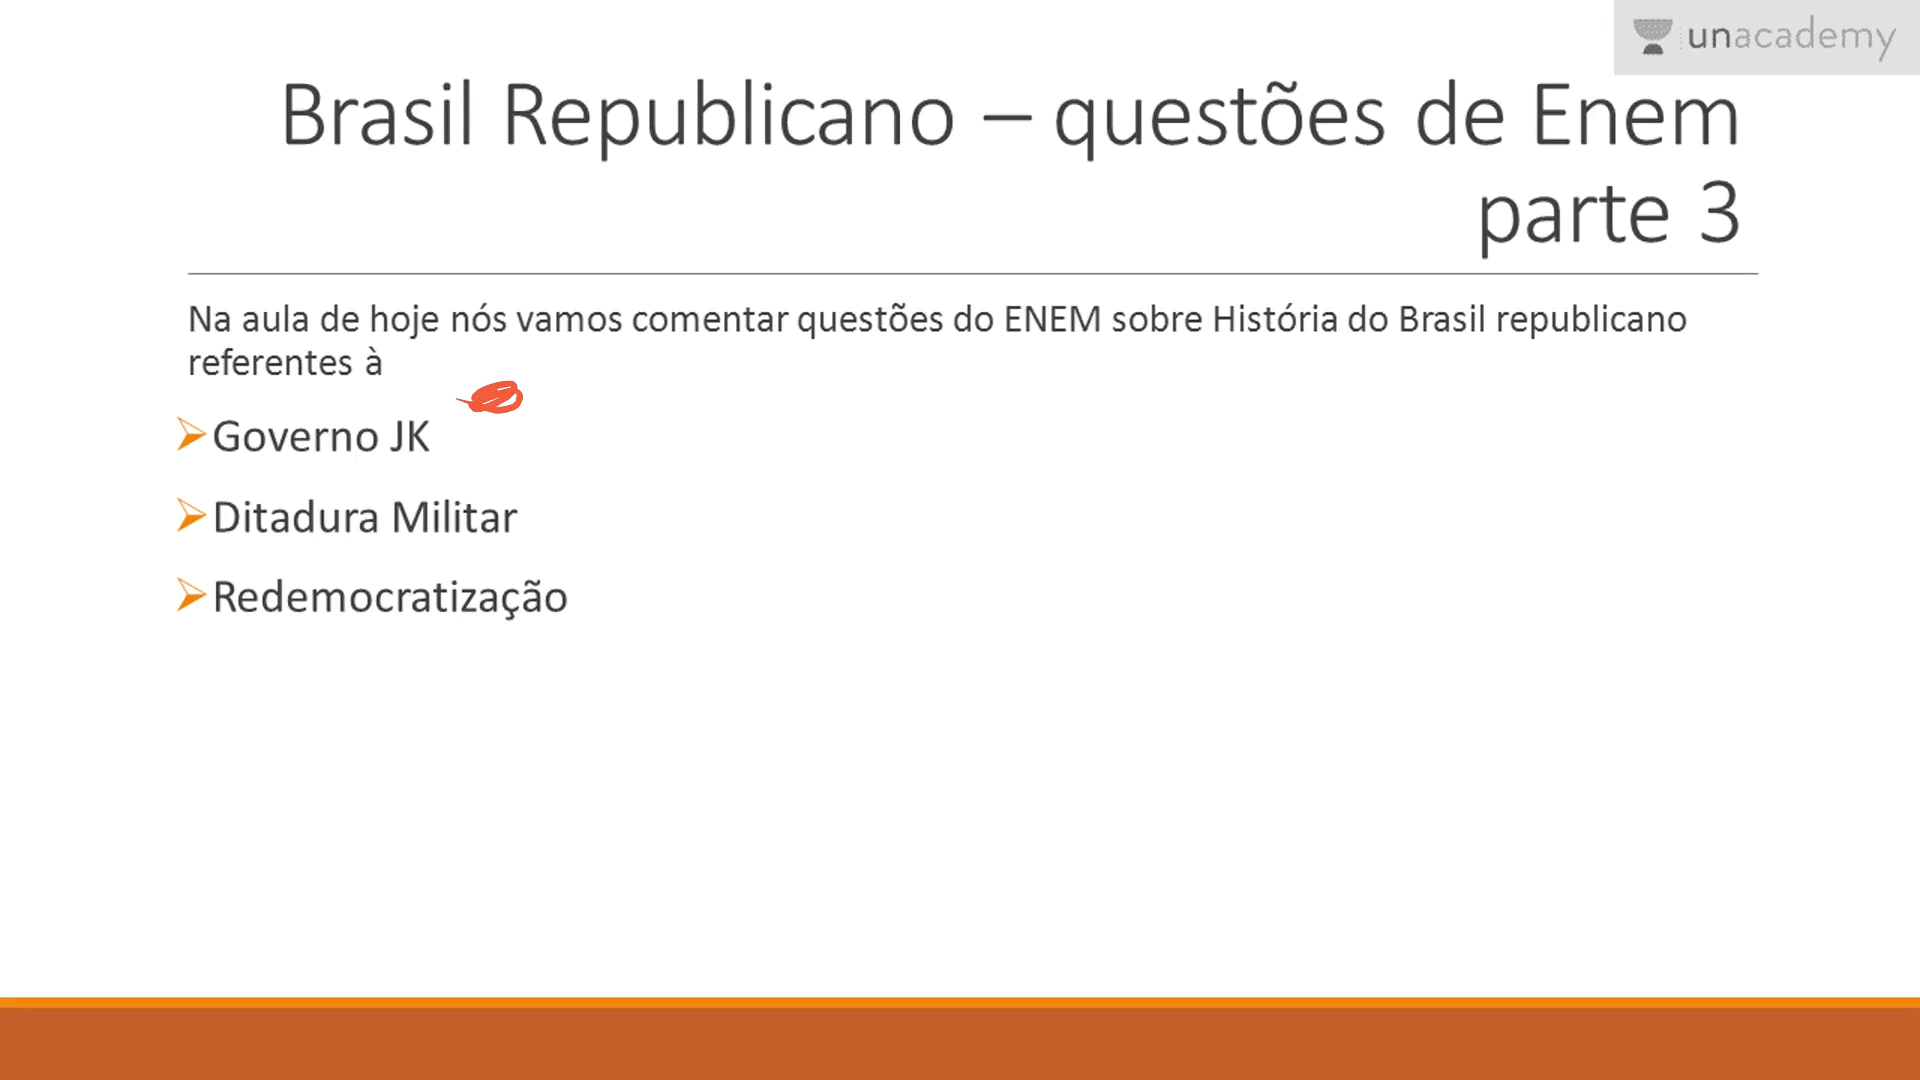 unacademy
Brasil Republicano – questões de Enem
parte 3
Na aula de hoje nós vamos comentar questões do ENEM sobre História do Brasil republicano
referentes à
Governo JK
Ditadura Militar
Redemocratização